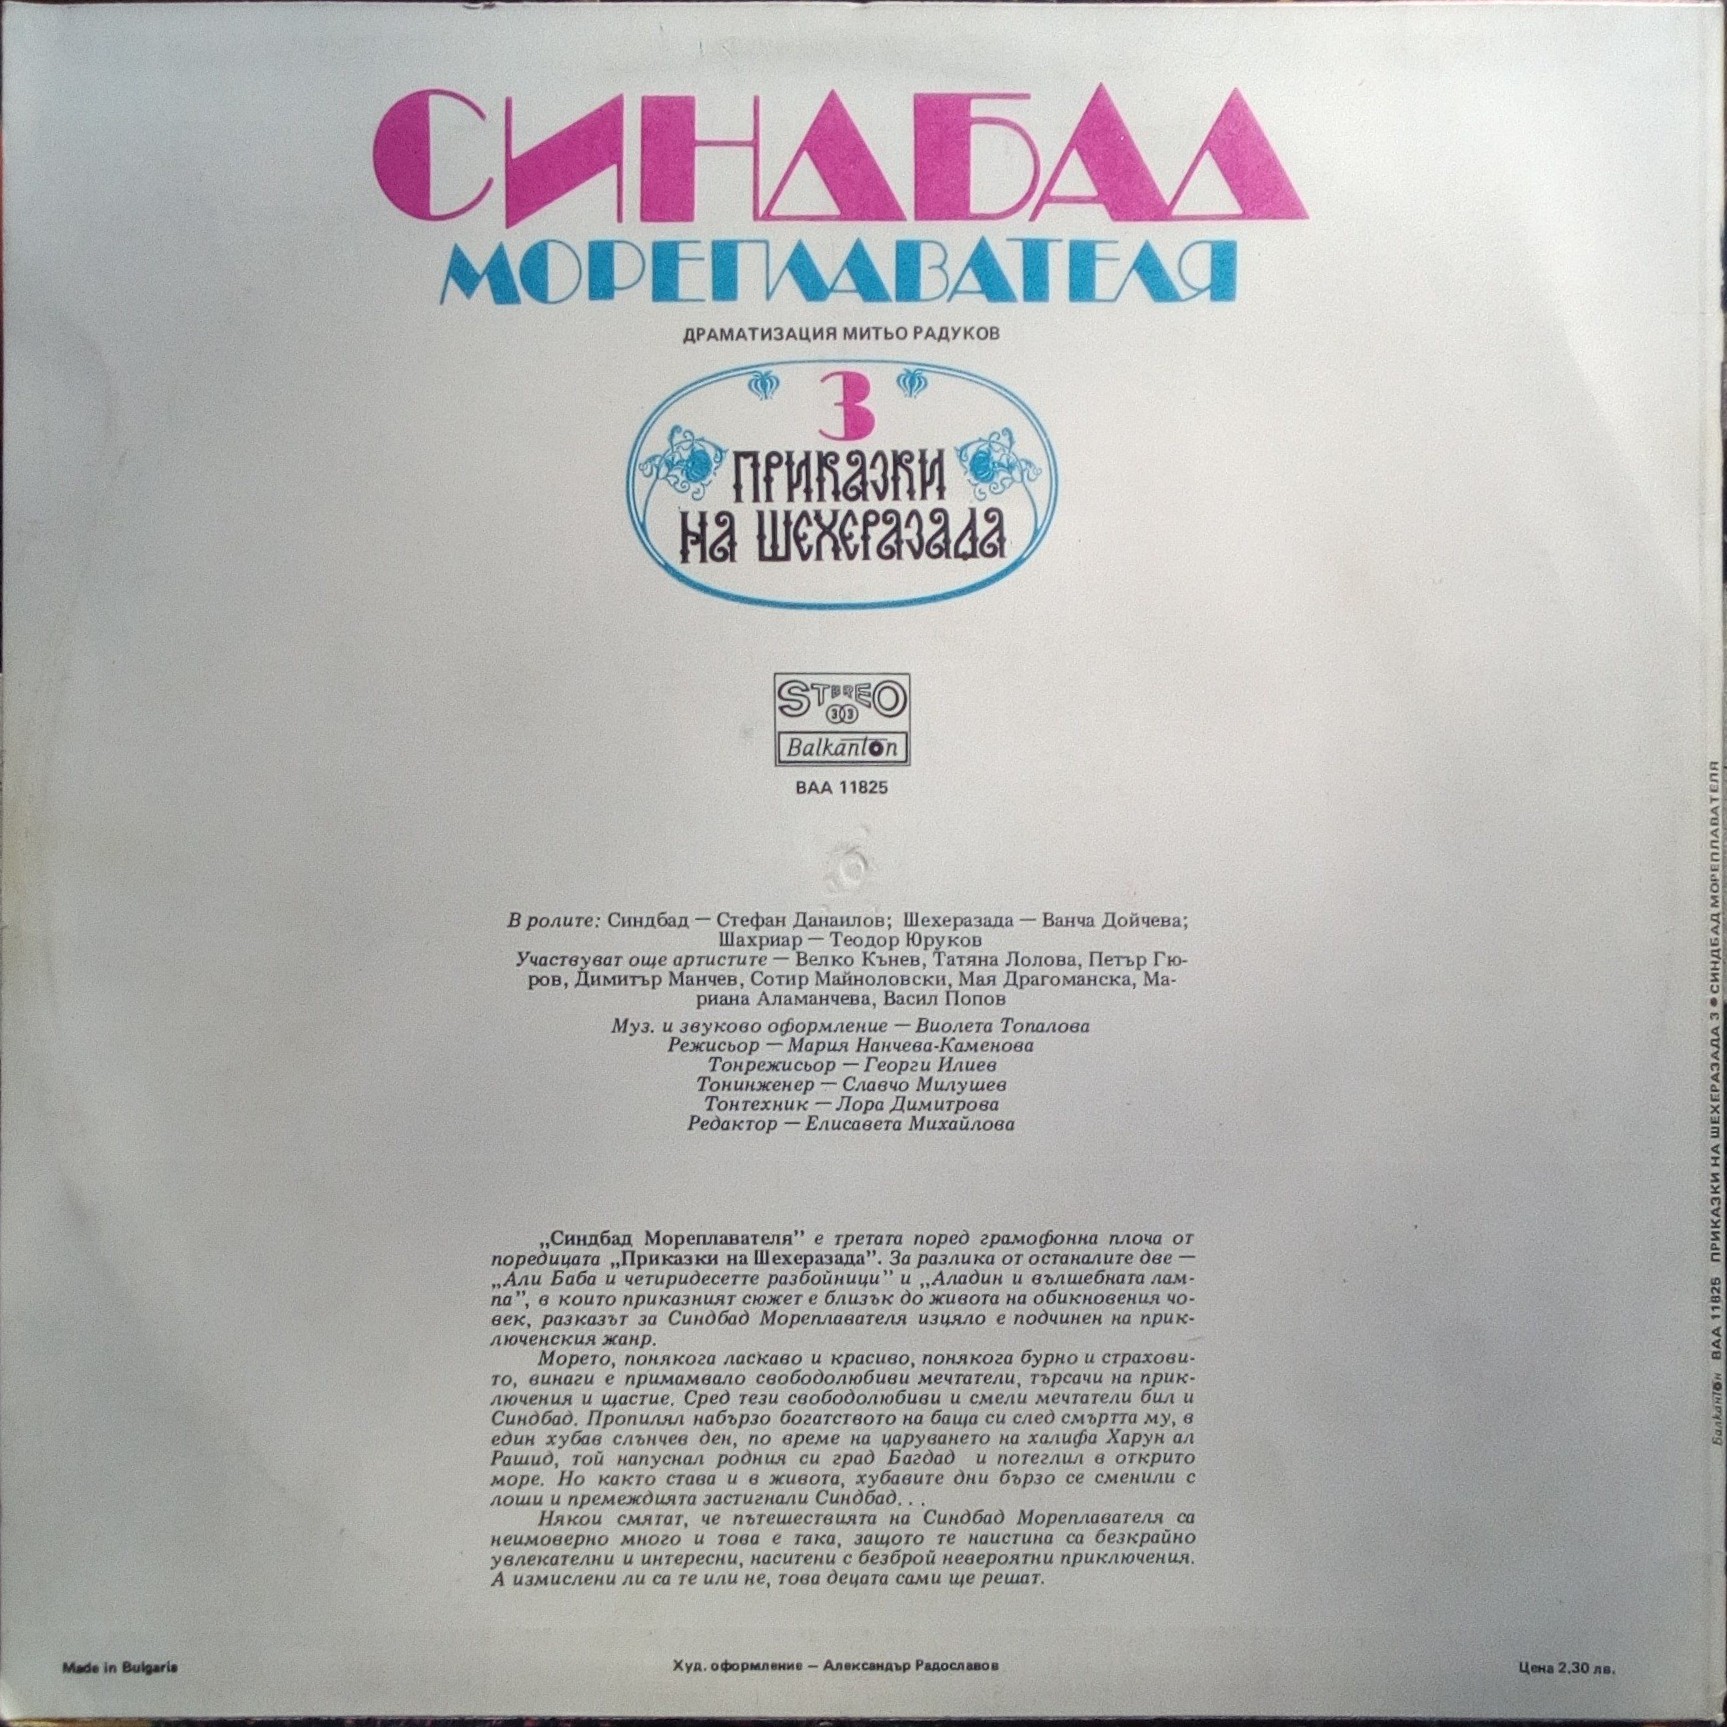 СИНДБАД
МОРЕПЛАВАТЕЛЯ
ДРАМАТИЗАЦИЯ МИТЬО РАДУКОВ
3
ПРИКАЗКИ
НА ШЕХЕРАЗАДА
STEREO
33
Balkanton
ВАА 11825
В ролите: Синдбад — Стефан Данаилов; Шехеразада — Ванча Дойчева;
Шахриар — Теодор Юруков
Участвуват още артистите — Велко Кънев, Татяна Лолова, Петър Гю-
ров, Димитър Манчев, Сотир Майноловски, Мая Драгоманска, Ма-
риана Аламанчева, Васил Попов
Муз. и звуково оформление — Виолета Топалова
Режисьор — Мария Нанчева-Каменова
Тонрежисьор — Георги Илиев
Тонинженер — Славчо Милушев
Тонтехник — Лора Димитрова
Редактор — Елисавета Михайлова
„Синдбад Мореплавателя” е третата поред грамофонна плоча от
поредицата „Приказки на Шехеразада”. За разлика от останалите две —
„Али Баба и четиридесетте разбойници” и „Аладин и вълшебната лам-
па”, в които приказният сюжет е близък до живота на обикновения чо-
век, разказът за Синдбад Мореплавателя изцяло е подчинен на прик-
люченския жанр.
Морето, понякога ласкаво и красиво, понякога бурно и страхови-
то, винаги е примамвало свободолюбиви мечтатели, търсачи на прик-
лючения и щастие. Сред тези свободолюбиви и смели мечтатели бил и
Синдбад. Пропилял набързо богатството на баща си след смъртта му, в
един хубав слънчев ден, по време на царуването на халифа Харун ал
Рашид, той напуснал родния си град Багдад и потеглил в открито
море. Но както става и в живота, хубавите дни бързо се сменили с
лоши и премеждията застигнали Синдбад. . .
Някои смятат, че пътешествията на Синдбад Мореплавателя са
неимоверно много и това е така, защото те наистина са безкрайно
увлекателни и интересни, наситени с безброй невероятни приключения.
А измислени ли са те или не, това децата сами ще решат.
Made in Bulgaria
Худ. оформление — Александър Радославов
Цена 2,30 лв.
Балкантон ВАА 11825 ПРИКАЗКИ НА ШЕХЕРАЗАДА 3 ● СИНДБАД МОРЕПЛАВАТЕЛЯ